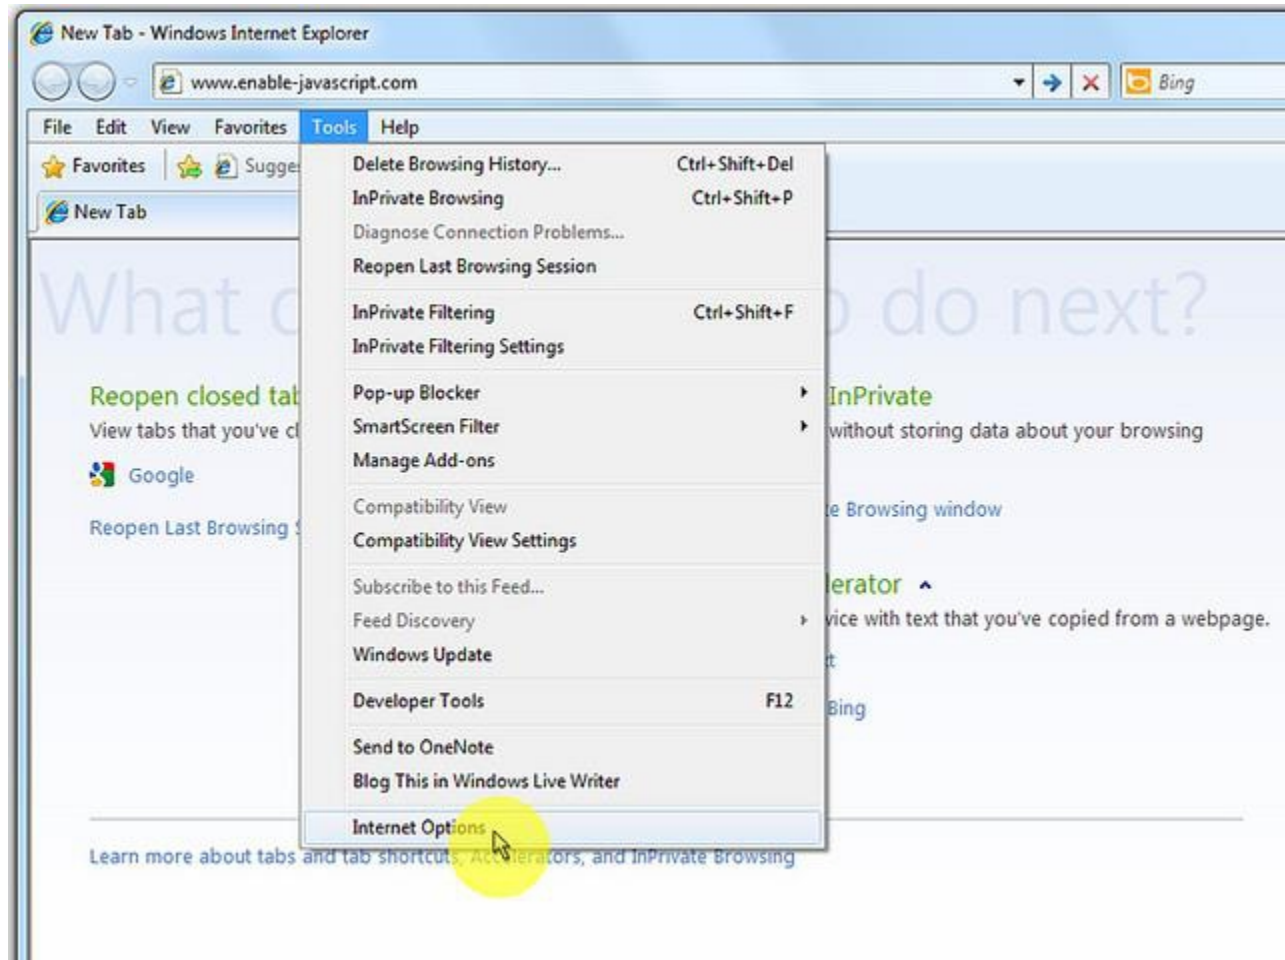 New Tab - Windows Internet Explorer
www.enable-javascript.com Bing
File Edit View Favorites Tools Help
Favorites
New Tab
Delete Browsing History... Ctrl+Shift+Del
InPrivate Browsing Ctrl+Shift+P
Diagnose Connection Problems...
Reopen Last Browsing Session
InPrivate Filtering Ctrl+Shift+F
InPrivate Filtering Settings
Pop-up Blocker
SmartScreen Filter
Manage Add-ons
Compatibility View
Compatibility View Settings
Subscribe to this Feed...
Feed Discovery
Windows Update
Developer Tools F12
Send to OneNote
Blog This in Windows Live Writer
Internet Options
What do next?
Reopen closed InPrivate
View tabs that you've without storing data about your browsing
Google
Browsing window
Reopen Last Browsing
with text that you've copied from a webpage.
Bing
Learn more about tabs and tab shortcuts, Accelerators, and InPrivate Browsing